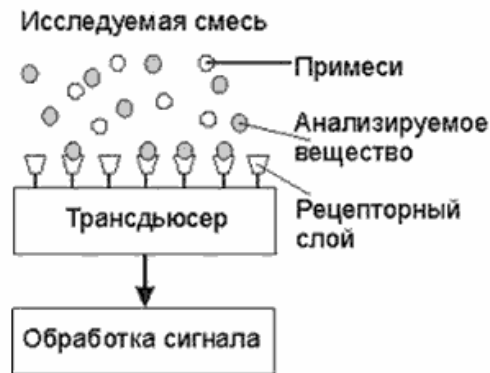 Исследуемая смесь
Примеси
Анализируемое
вещество
Рецепторный
слой
Трансдьюсер
Обработка сигнала